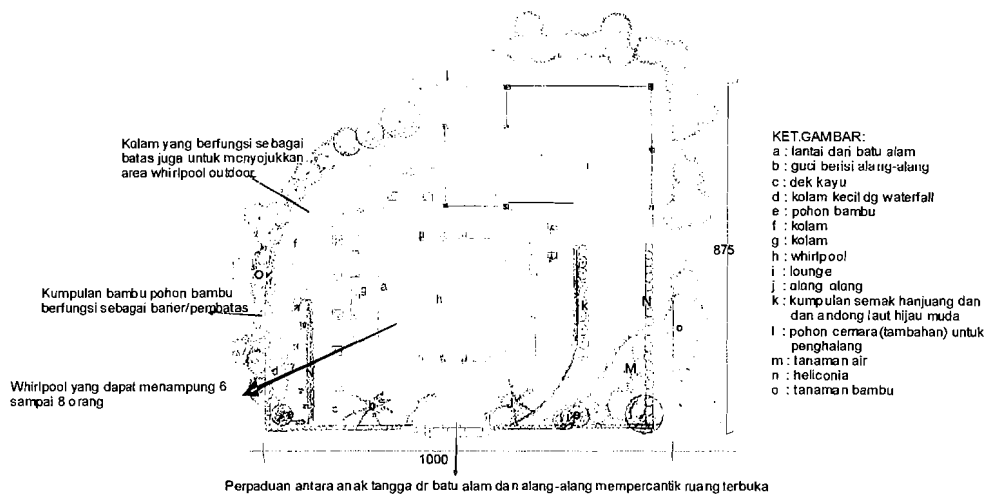 Kolam yang berfungsi sebagai
batas juga untuk menyojukkan
area whirlpool outdoor
Kumpulan bambu pohon bambu
berfungsi sebagai barier/pembatas
Whirlpool yang dapat menampung 6
sampai 8 orang
f
g
a
h
i
k
N
M
d
c
o
875
1000
Perpaduan antara anak tangga dr batu alam dan alang-alang mempercantik ruang terbuka
KET.GAMBAR:
a : lantai dari batu alam
b : guci berisi alang-alang
c : dek kayu
d : kolam kecil dg waterfall
e : pohon bambu
f : kolam
g : kolam
h : whirlpool
i : lounge
j : alang alang
k : kumpulan semak hanjuang dan
dan andong laut hijau muda
l : pohon cemara (tambahan) untuk
penghalang
m : tanaman air
n : heliconia
o : tanaman bambu